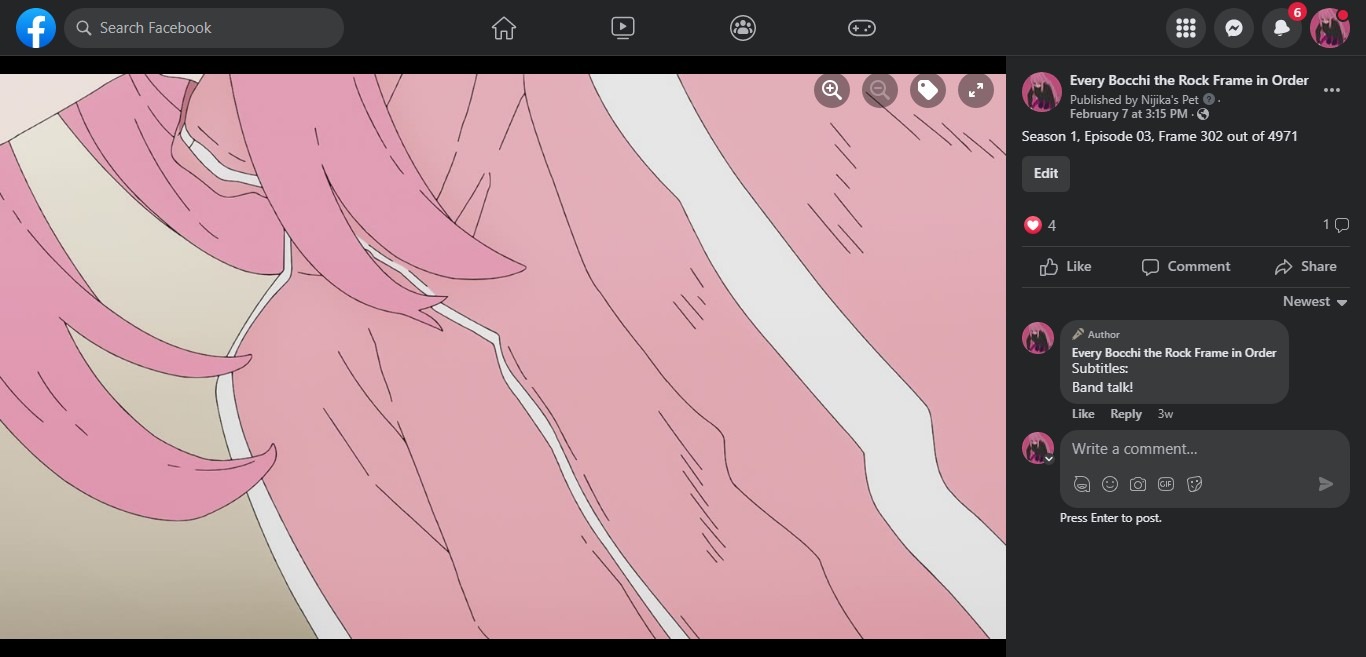 Search Facebook
6
Every Bocchi the Rock Frame in Order
Published by Nijika's Pet ·
February 7 at 3:15 PM ·
Season 1, Episode 03, Frame 302 out of 4971
Edit
4
1
Like Comment Share
Newest
Author
Every Bocchi the Rock Frame in Order
Subtitles:
Band talk!
Like Reply 3w
Write a comment...
GIF
Press Enter to post.